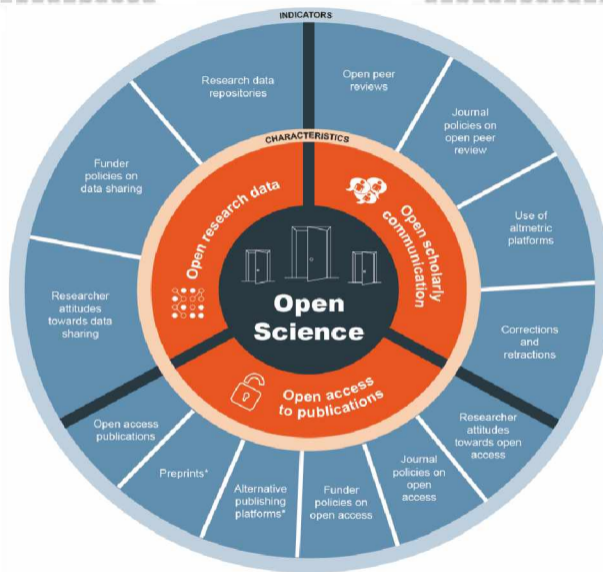 INDICATORS
Research data
repositories
Open peer
reviews
Journal
policies on
open peer
review
Funder
policies on
data sharing
CHARACTERISTICS
Open research data
Open scholarly
communication
Use of
altmetric
platforms
Open
Science
Researcher
attitudes
towards data
sharing
Corrections
and
retractions
Open access
to publications
Open access
publications
Researcher
attitudes
towards open
access
Preprints*
Alternative
publishing
platforms*
Funder
policies on
open access
Journal
policies on
open
access